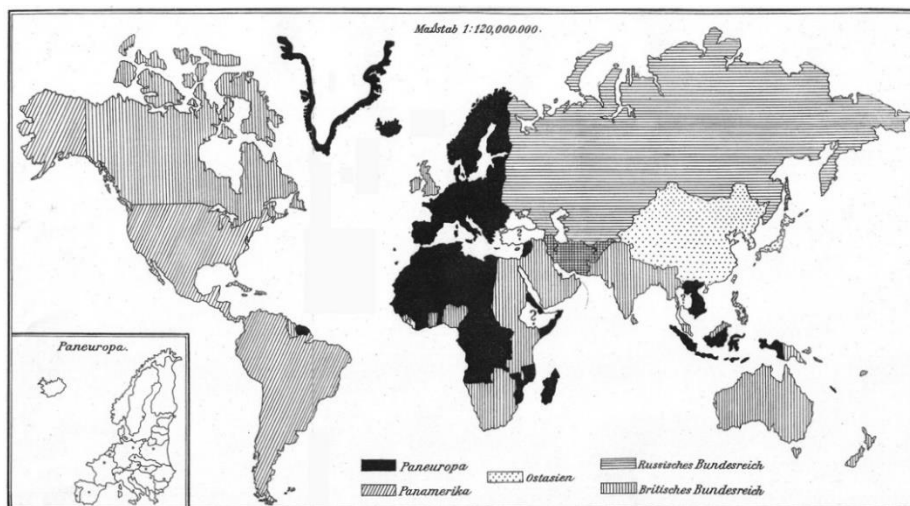 Maßstab 1:120,000.000.
?
?
Paneuropa.
Paneuropa
Panamerika
Ostasien
Russisches Bundesreich
Britisches Bundesreich